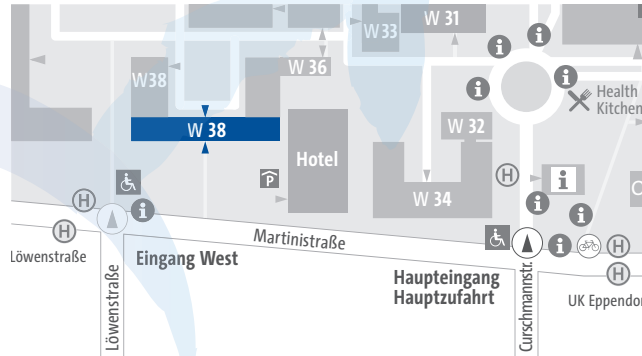 W 31
W 33
W38
W 36
Health
Kitchen
W 38
W 32
Hotel
P
i
W 34
H
H
H
Löwenstraße
Eingang West
Martinistraße
Haupteingang
Hauptzufahrt
H
H
UK Eppendor
Löwenstraße
Curschmannstr.